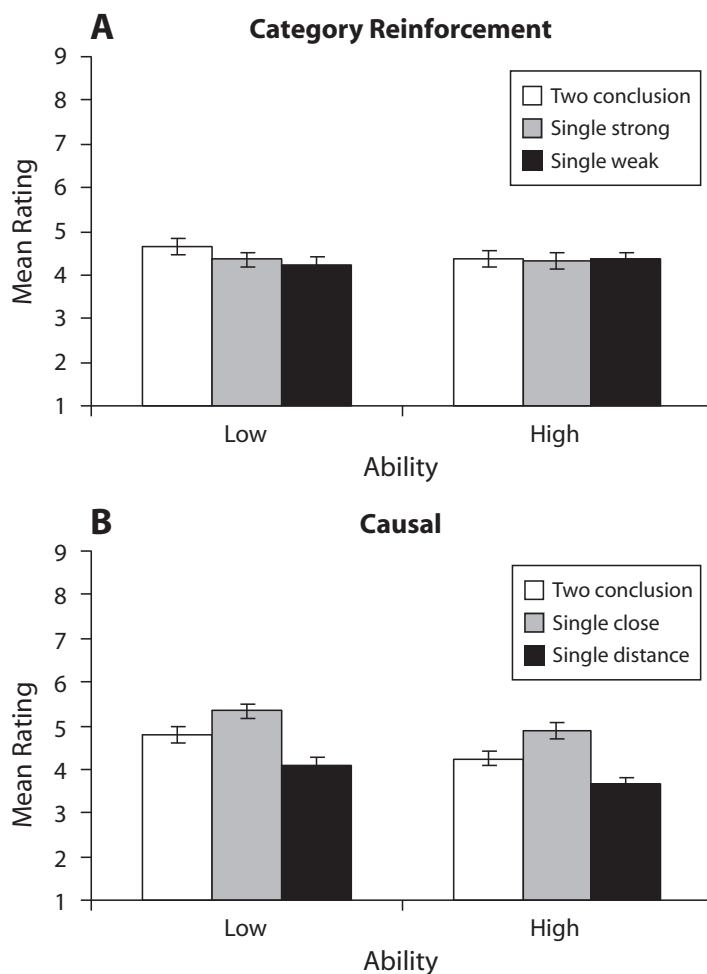 A Category Reinforcement
9
8
7
6
5
4
3
2
1
Mean Rating
Two conclusion
Single strong
Single weak
Low High
Ability
B Causal
9
8
7
6
5
4
3
2
1
Mean Rating
Two conclusion
Single close
Single distance
Low High
Ability